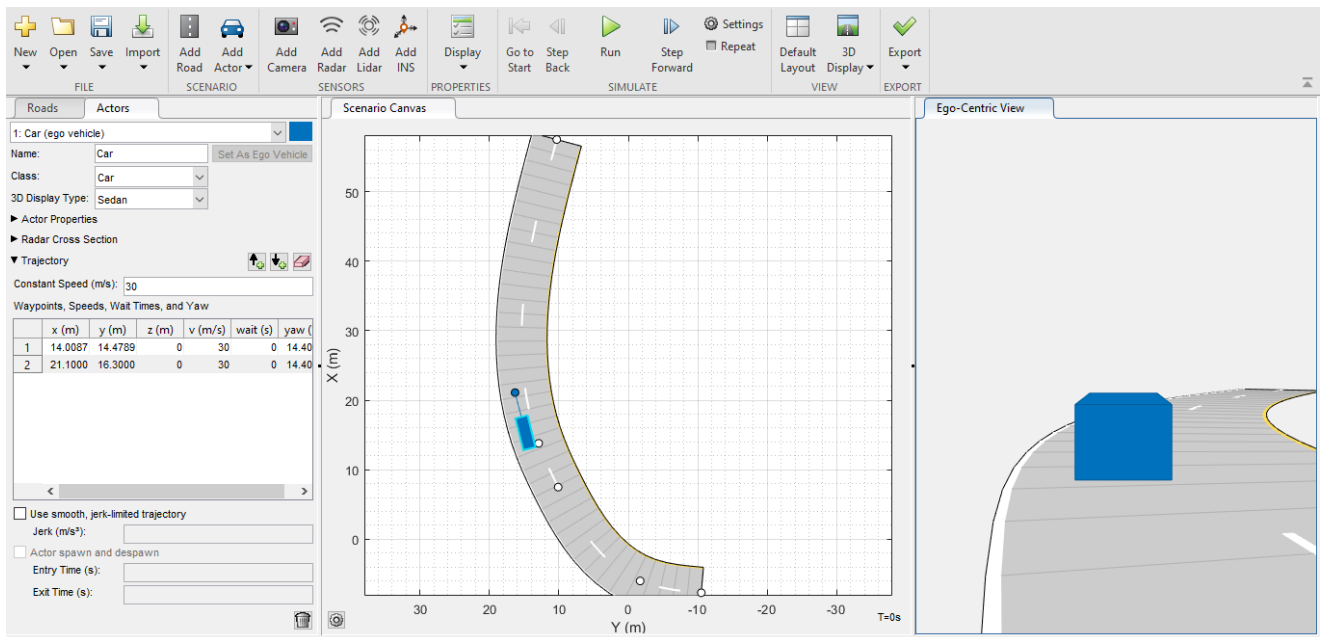 New Open Save Import Add Road Add Actor Add Camera Add Radar Add Lidar Add INS Display Go to Start Step Back Run Step Forward Settings Default Layout 3D Display Export
Repeat
FILE SCENARIO SENSORS PROPERTIES SIMULATE VIEW EXPORT
Roads Actors
1: Car (ego vehicle)
Name: Car Set As Ego Vehicle
Class: Car
3D Display Type: Sedan
Actor Properties
Radar Cross Section
Trajectory
Constant Speed (m/s): 30
Waypoints, Speeds, Wait Times, and Yaw
x (m) y (m) z (m) v (m/s) wait (s) yaw (
1 14.0087 14.4789 0 30 0 14.40
2 21.1000 16.3000 0 30 0 14.40
Use smooth, jerk-limited trajectory
Jerk (m/s³):
Actor spawn and despawn
Entry Time (s):
Exit Time (s):
Scenario Canvas
50
40
30
20
10
0
X (m)
30 20 10 0 -10 -20 -30
Y (m)
T=0s
Ego-Centric View